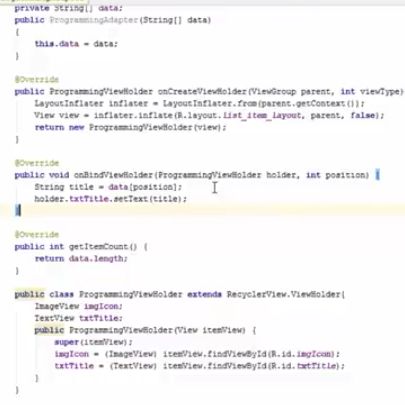 private String[] data;
public ProgrammingAdapter(String[] data)
{
this.data = data;
}
@Override
public ProgrammingViewHolder onCreateViewHolder(ViewGroup parent, int viewType)
LayoutInflater inflater = LayoutInflater.from(parent.getContext());
View view = inflater.inflate(R.layout.list_item_layout, parent, false);
return new ProgrammingViewHolder(view);
}
@Override
public void onBindViewHolder(ProgrammingViewHolder holder, int position) {
String title = data[position];
holder.txtTitle.setText(title);
}
@Override
public int getItemCount() {
return data.length;
}
public class ProgrammingViewHolder extends RecyclerView.ViewHolder{
ImageView imgIcon;
TextView txtTitle;
public ProgrammingViewHolder(View itemView) {
super(itemView);
imgIcon = (ImageView) itemView.findViewById(R.id.imgIcon);
txtTitle = (TextView) itemView.findViewById(R.id.txtTitle);
}
}